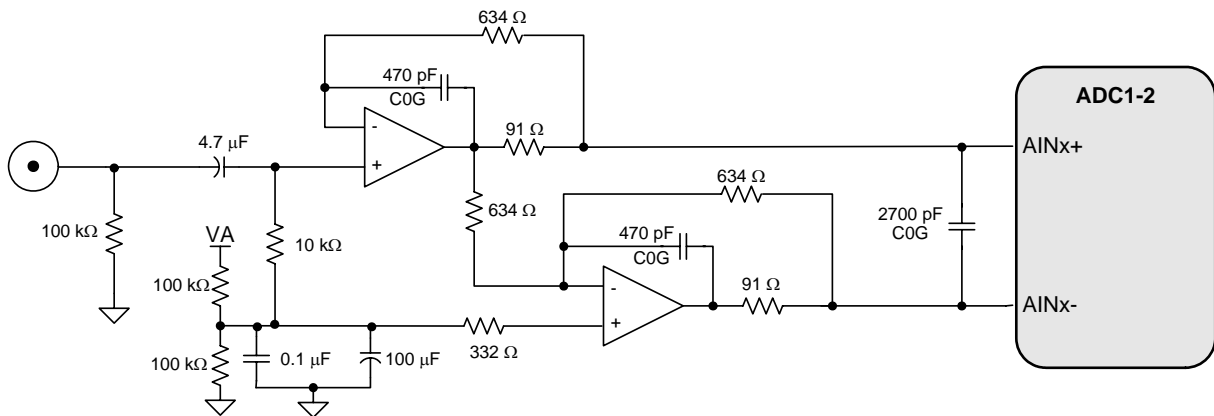 634 Ω
470 pF
C0G
ADC1-2
-
+
91 Ω
4.7 µF
AINx+
634 Ω
634 Ω
100 kΩ
VA
10 kΩ
470 pF
C0G
2700 pF
C0G
100 kΩ
91 Ω
-
+
AINx-
332 Ω
100 kΩ
0.1 µF
100 µF